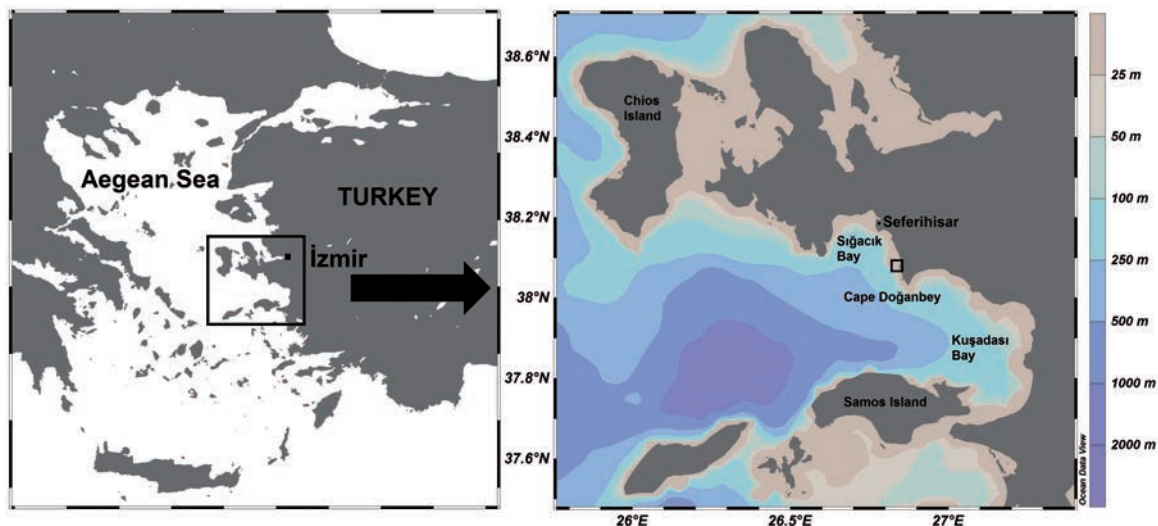 Aegean Sea
TURKEY
İzmir
38.6°N
38.4°N
38.2°N
38°N
37.8°N
37.6°N
26°E
26.5°E
27°E
Chios
Island
Seferihisar
Sığacık
Bay
Cape Doğanbey
Kuşadası
Bay
Samos Island
25 m
50 m
100 m
250 m
500 m
1000 m
2000 m
Ocean Data View